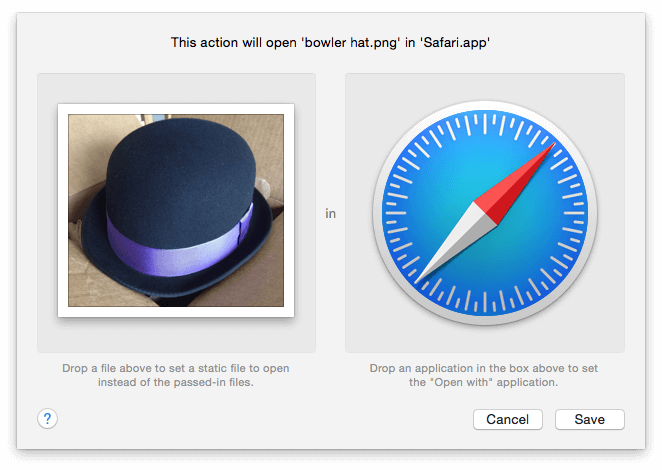 This action will open 'bowler hat.png' in 'Safari.app'
in
Drop a file above to set a static file to open
instead of the passed-in files.
Drop an application in the box above to set
the "Open with" application.
?
Cancel
Save